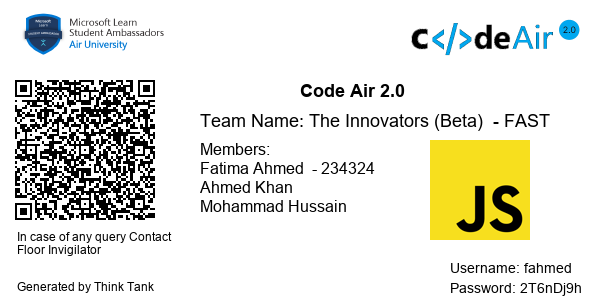 Microsoft Learn
Student Ambassadors
Air University
c</>deAir 2.0
Code Air 2.0
Team Name: The Innovators (Beta)  - FAST
Members:
Fatima Ahmed  - 234324
Ahmed Khan
Mohammad Hussain
JS
In case of any query Contact
Floor Invigilator
Generated by Think Tank
Username: fahmed
Password: 2T6nDj9h